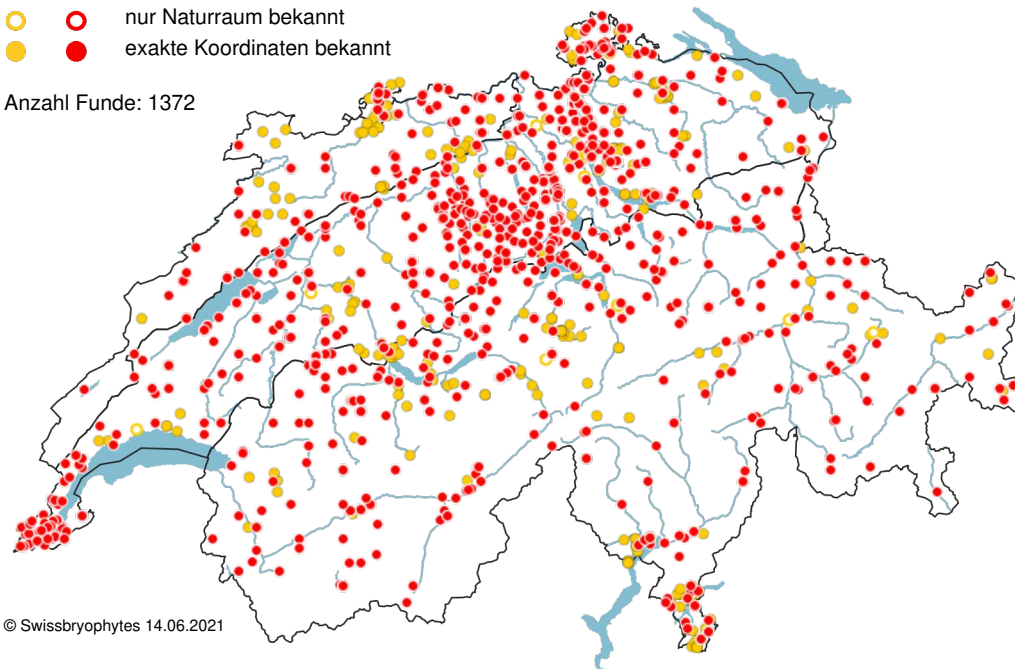 nur Naturraum bekannt
exakte Koordinaten bekannt
Anzahl Funde: 1372
© Swissbryophytes 14.06.2021